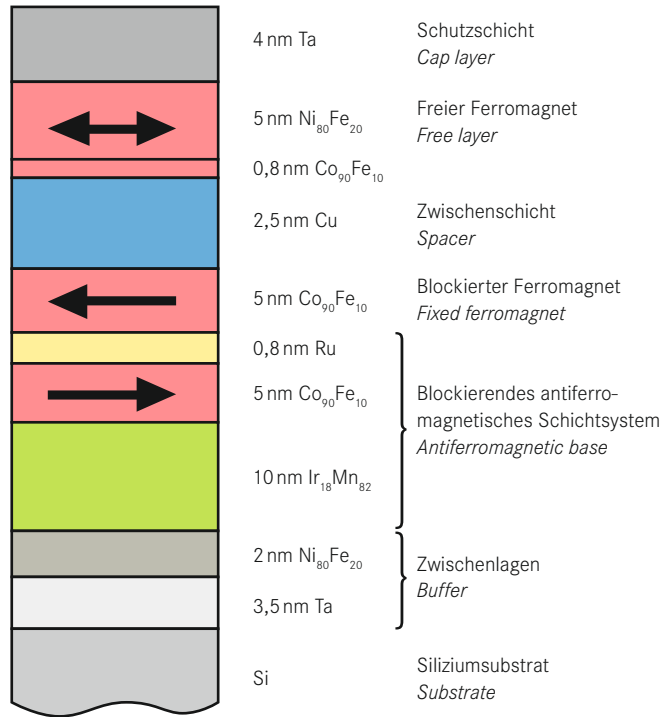 4 nm Ta
Schutzschicht
Cap layer
5 nm Ni₈₀Fe₂₀
Freier Ferromagnet
Free layer
0,8 nm Co₉₀Fe₁₀
2,5 nm Cu
Zwischenschicht
Spacer
5 nm Co₉₀Fe₁₀
Blockierter Ferromagnet
Fixed ferromagnet
0,8 nm Ru
5 nm Co₉₀Fe₁₀
Blockierendes antiferro-
magnetisches Schichtsystem
Antiferromagnetic base
10 nm Ir₁₈Mn₈₂
2 nm Ni₈₀Fe₂₀
Zwischenlagen
Buffer
3,5 nm Ta
Si
Siliziumsubstrat
Substrate